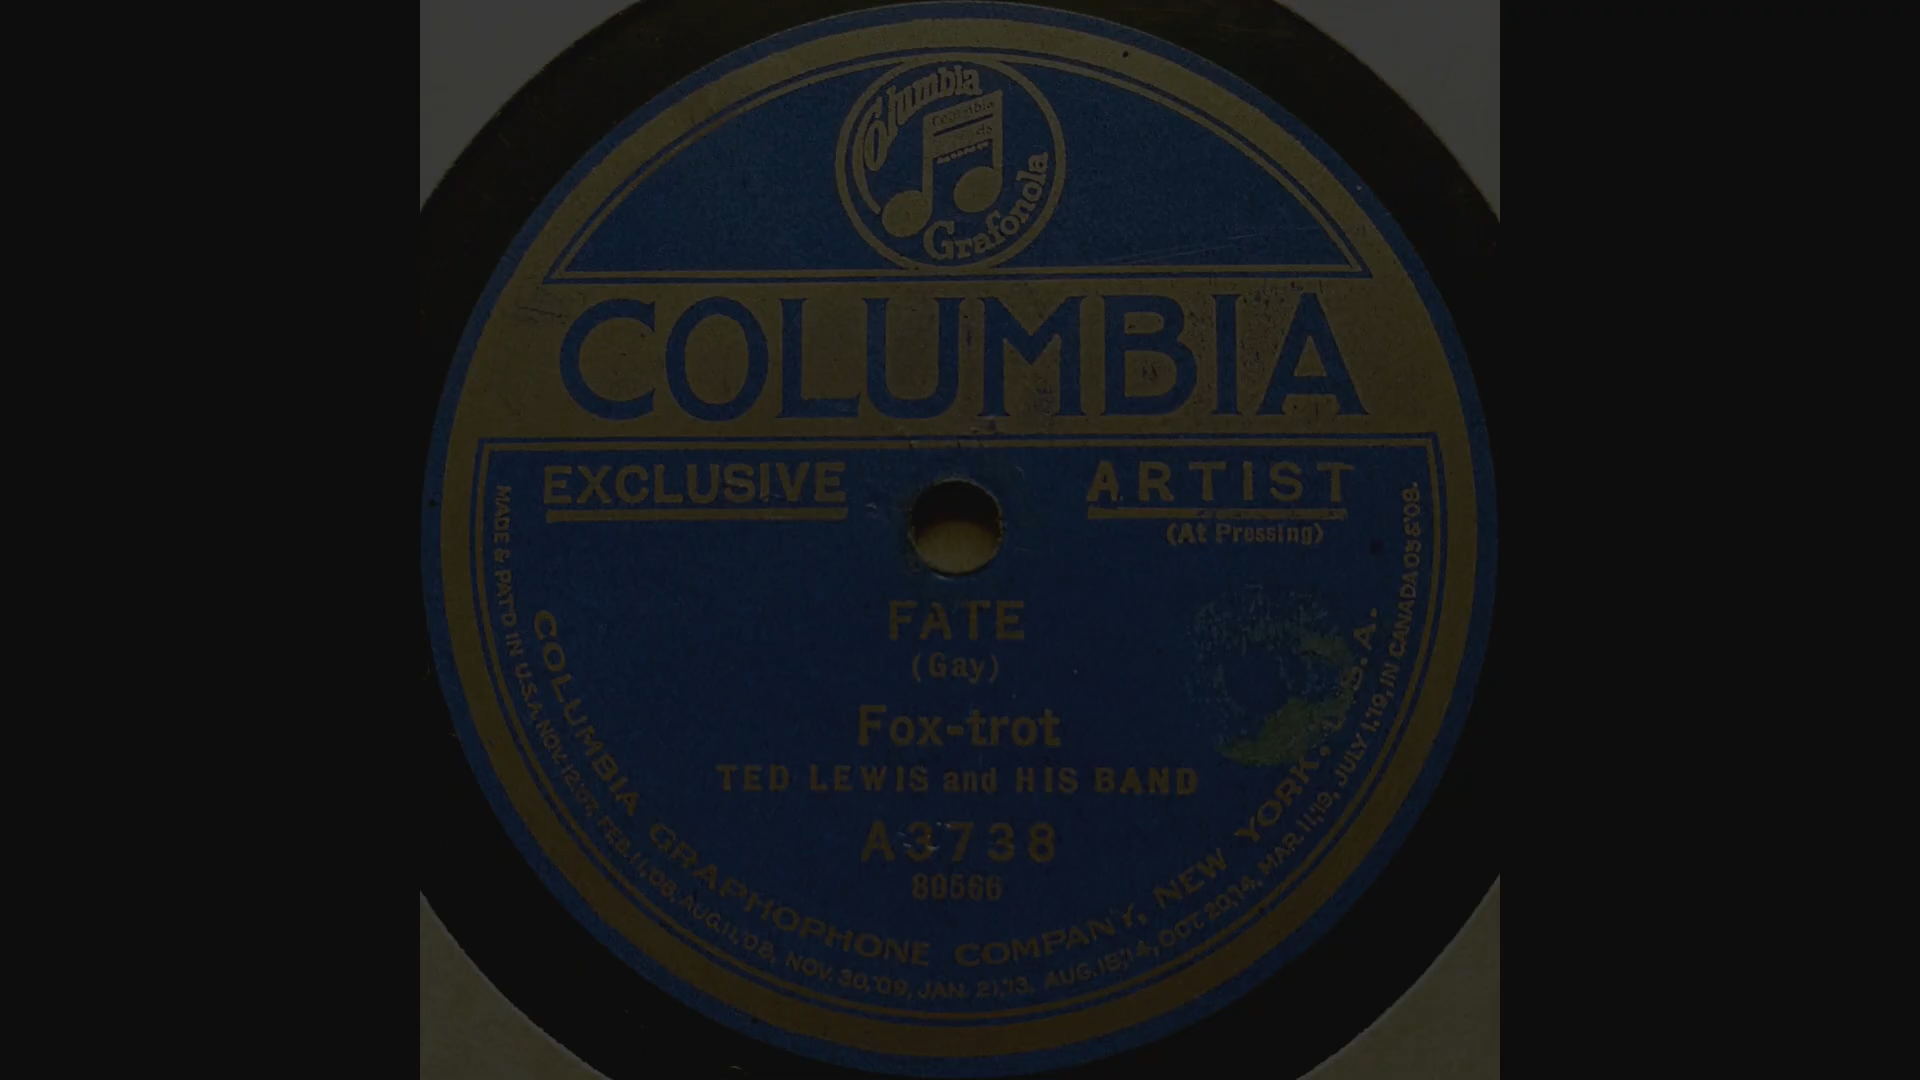 Columbia
Grafonola
COLUMBIA
EXCLUSIVE ARTIST
(At Pressing)
FATE
(Gay)
Fox-trot
TED LEWIS and HIS BAND
A3738
80566
COLUMBIA GRAPHOPHONE COMPANY, NEW YORK, U.S.A.
MADE & PAT'D IN U.S.A. NOV. 12,'07, FEB. 11,'08, AUG. 11,'08, NOV. 30,'09, JAN. 21,'13, AUG. 18,'14, OCT. 20,'14, MAR. 11,'19, JULY 1,'19, IN CANADA 05 & '09.